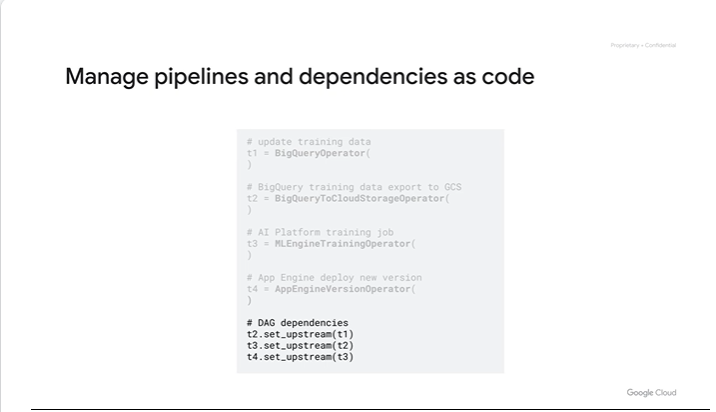 Proprietary + Confidential
Manage pipelines and dependencies as code
# update training data
t1 = BigQueryOperator(
)
# BigQuery training data export to GCS
t2 = BigQueryToCloudStorageOperator(
)
# AI Platform training job
t3 = MLEngineTrainingOperator(
)
# App Engine deploy new version
t4 = AppEngineVersionOperator(
)
# DAG dependencies
t2.set_upstream(t1)
t3.set_upstream(t2)
t4.set_upstream(t3)
Google Cloud